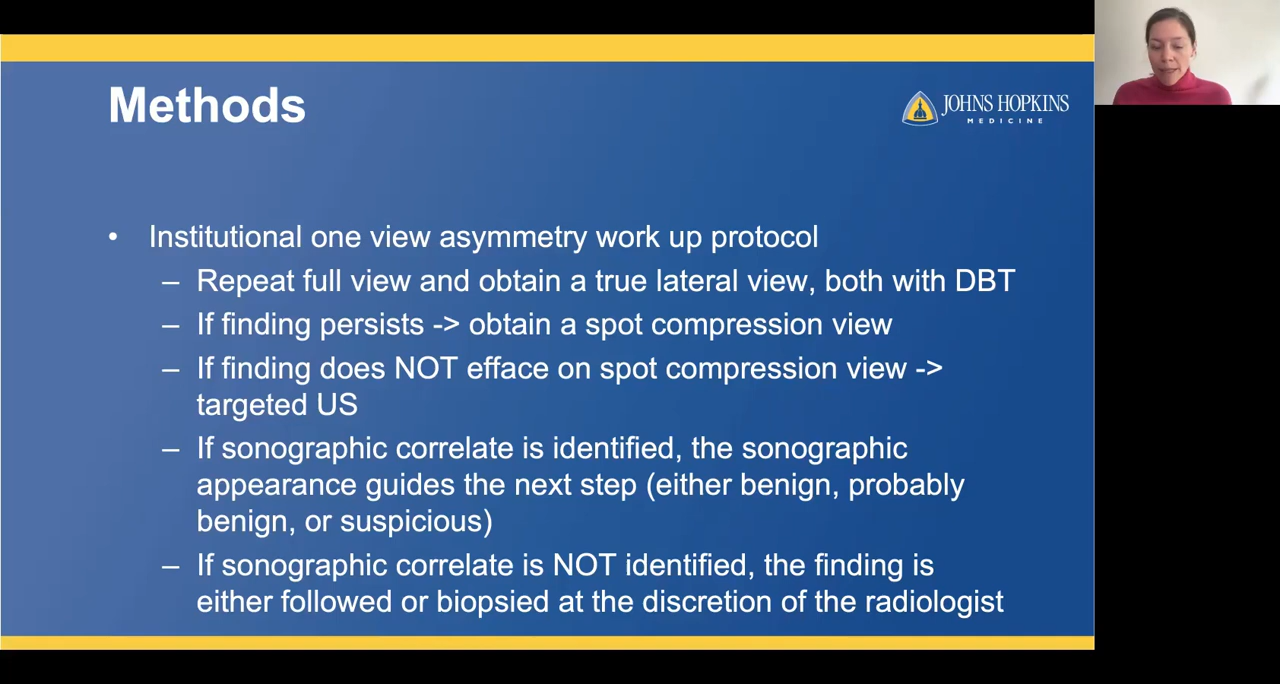 Methods
JOHNS HOPKINS
MEDICINE
• Institutional one view asymmetry work up protocol
– Repeat full view and obtain a true lateral view, both with DBT
– If finding persists -> obtain a spot compression view
– If finding does NOT efface on spot compression view ->
targeted US
– If sonographic correlate is identified, the sonographic
appearance guides the next step (either benign, probably
benign, or suspicious)
– If sonographic correlate is NOT identified, the finding is
either followed or biopsied at the discretion of the radiologist